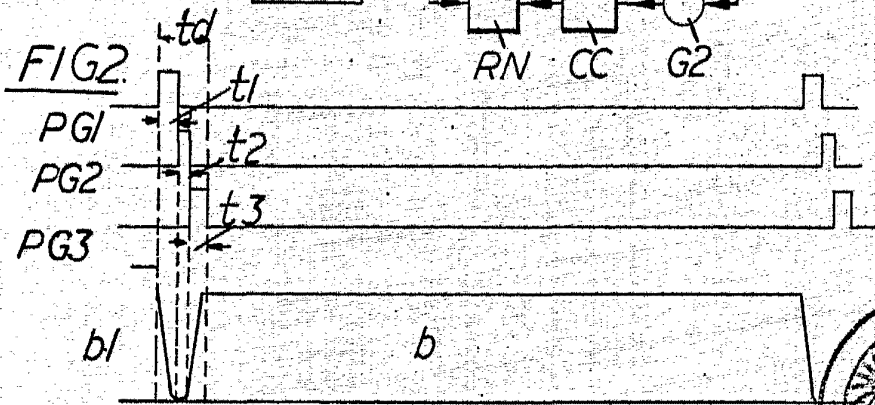 td
RN CC G2
FIG2.
t1
PG1
t2
PG2
t3
PG3
b1 b